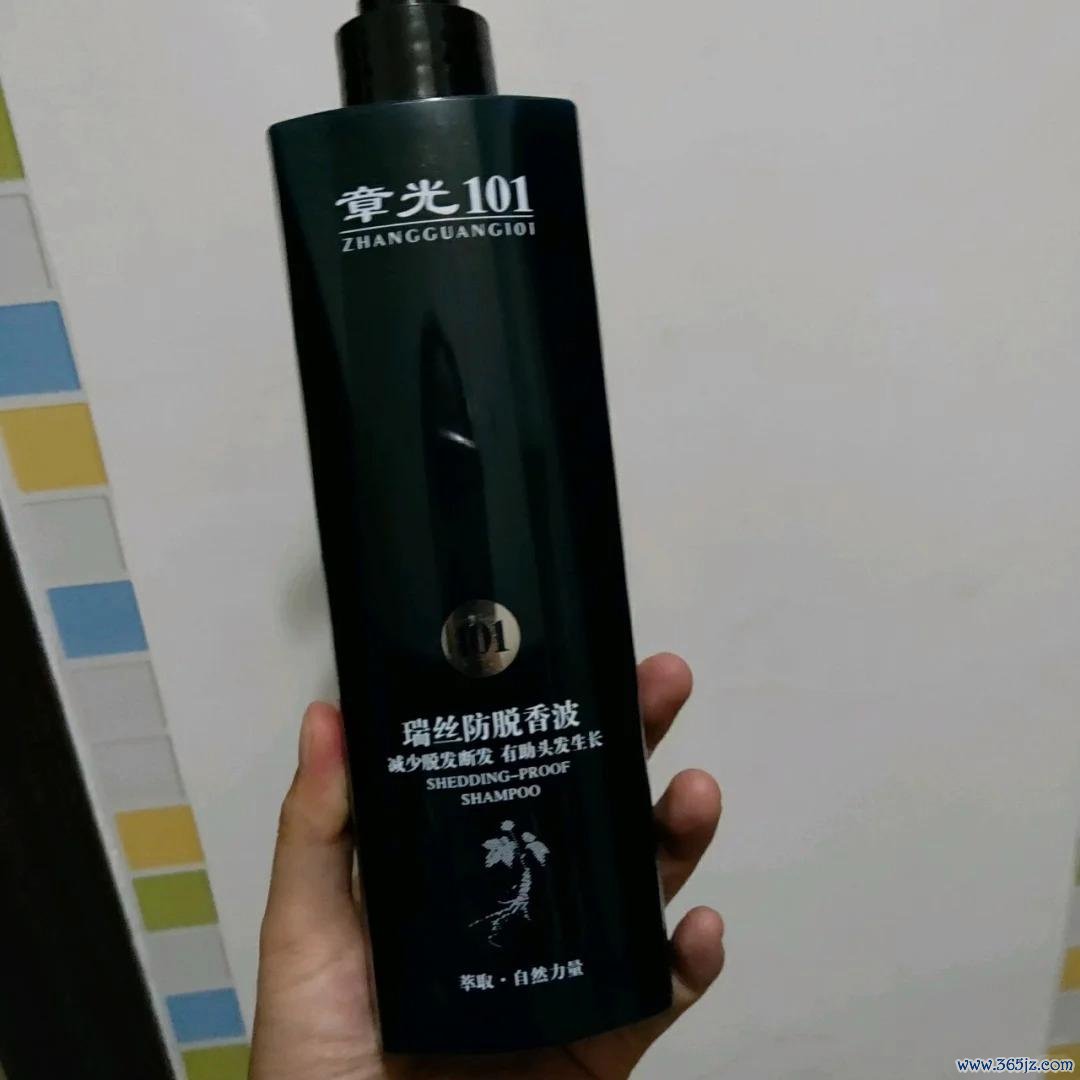 章光101
ZHANGGUANG101
101
瑞丝防脱香波
减少脱发断发 有助头发生长
SHEDDING-PROOF
SHAMPOO
萃取·自然力量
www.365jz.com